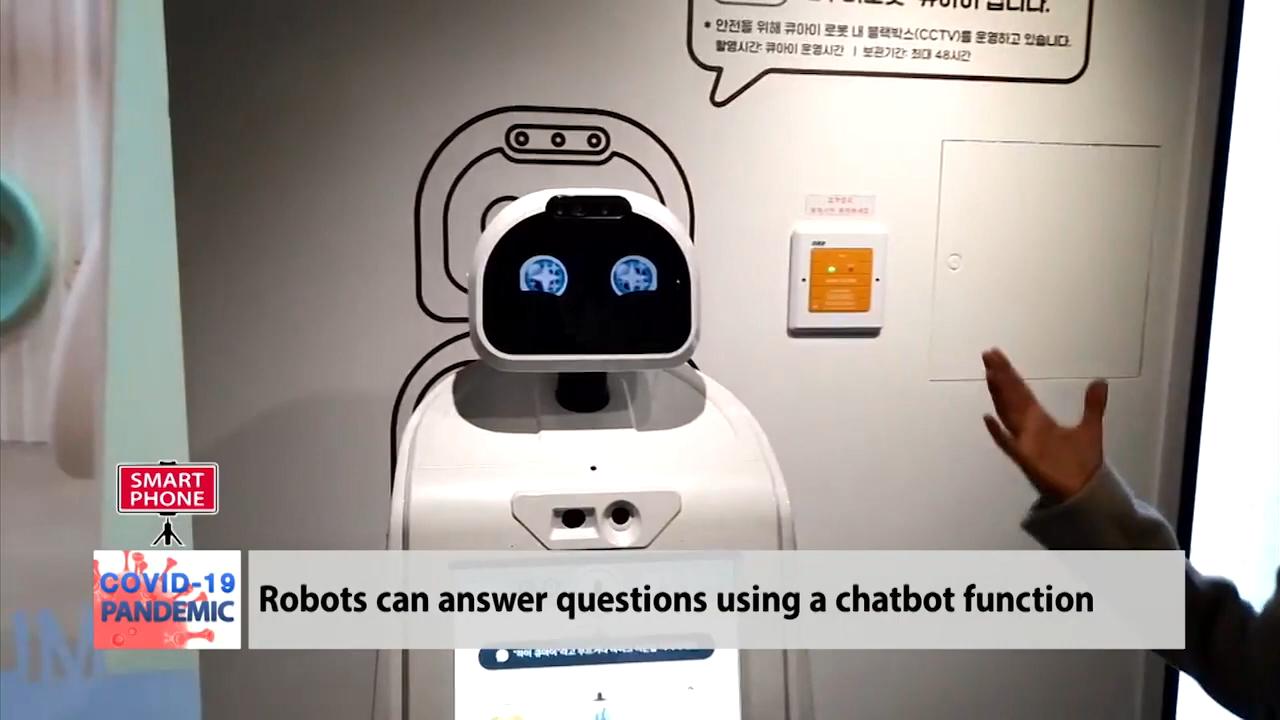 * 안전을 위해 큐아이 로봇 내 블랙박스(CCTV)를 운영하고 있습니다.
촬영시간: 큐아이 운영시간 | 보관기간: 최대 48시간
SMART
PHONE
COVID-19
PANDEMIC
Robots can answer questions using a chatbot function